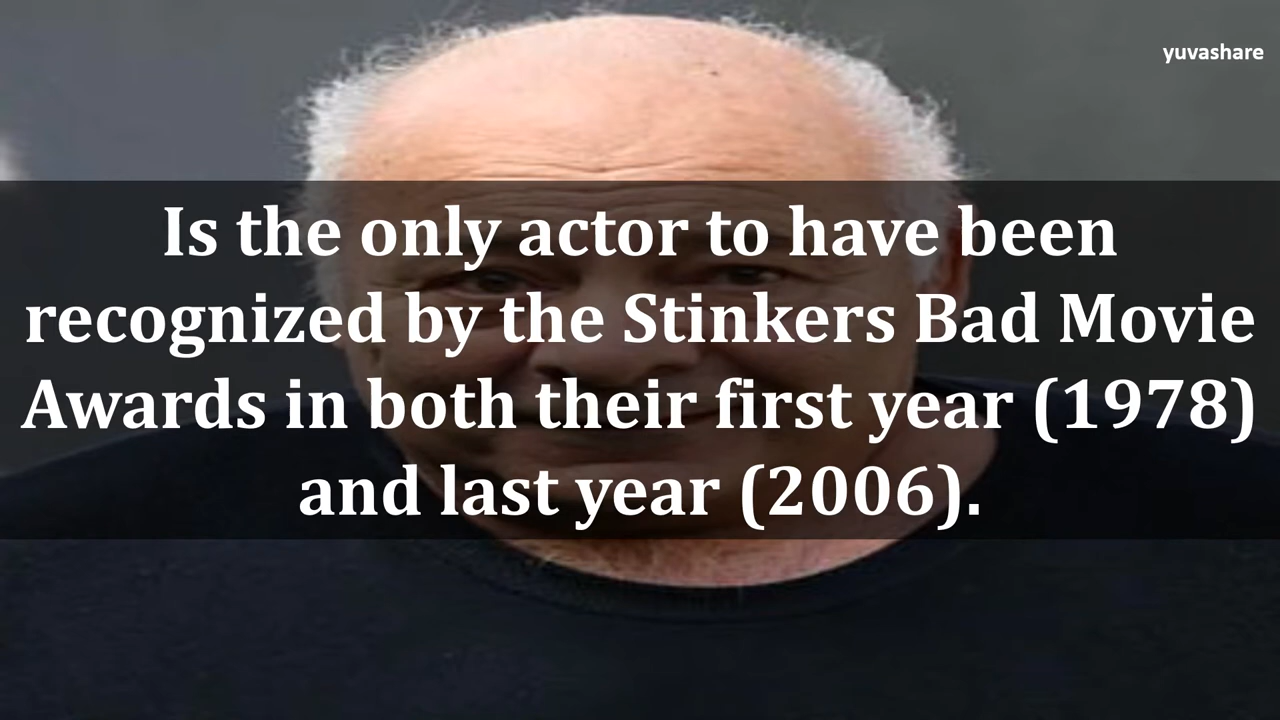 yuvashare
Is the only actor to have been
recognized by the Stinkers Bad Movie
Awards in both their first year (1978)
and last year (2006).